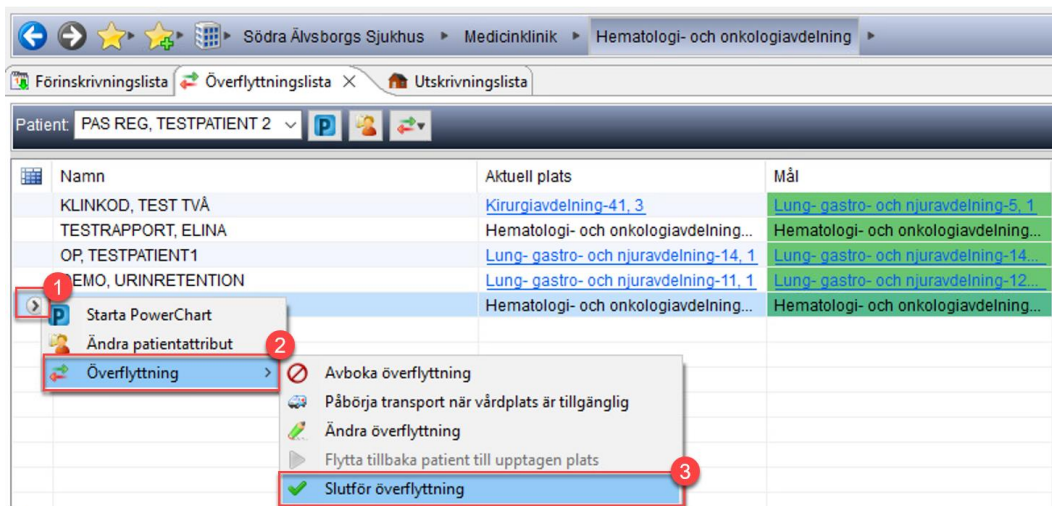 Södra Älvsborgs Sjukhus Medicinklinik Hematologi- och onkologiavdelning
Förinskrivningslista Överflyttningslista Utskrivningslista
Patient: PAS REG, TESTPATIENT 2 P
Namn Aktuell plats Mål
KLINKOD, TEST TVÅ Kirurgiavdelning-41, 3 Lung- gastro- och njuravdelning-5, 1
TESTRAPPORT, ELINA Hematologi- och onkologiavdelning... Hematologi- och onkologiavdelning...
OP, TESTPATIENT1 Lung- gastro- och njuravdelning-14, 1 Lung- gastro- och njuravdelning-14...
EMO, URINRETENTION Lung- gastro- och njuravdelning-11, 1 Lung- gastro- och njuravdelning-12...
1
Hematologi- och onkologiavdelning... Hematologi- och onkologiavdelning...
P Starta PowerChart
Ändra patientattribut
2
Överflyttning
Avboka överflyttning
Påbörja transport när vårdplats är tillgänglig
Ändra överflyttning
Flytta tillbaka patient till upptagen plats
3
Slutför överflyttning